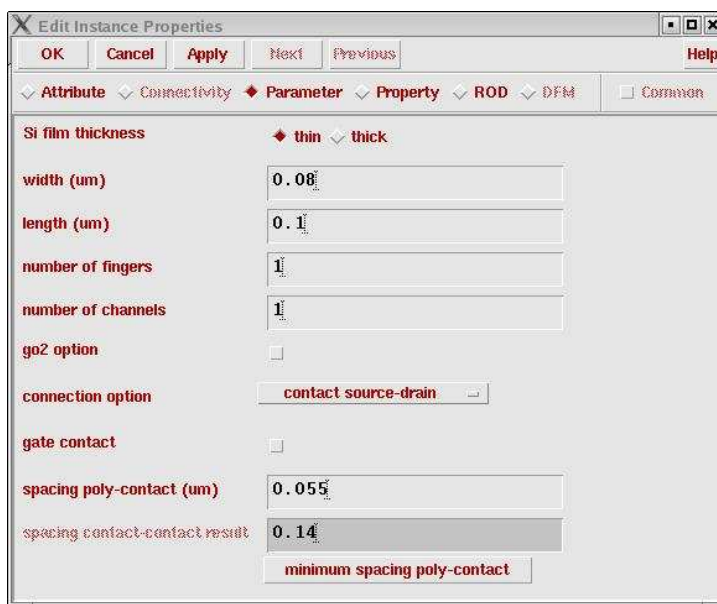 Edit Instance Properties
OK Cancel Apply Next Previous Help
Attribute Connectivity Parameter Property ROD DFM Common
Si film thickness thin thick
width (um) 0.08
length (um) 0.1
number of fingers 1
number of channels 1
go2 option
connection option contact source-drain
gate contact
spacing poly-contact (um) 0.055
spacing contact-contact result 0.14
minimum spacing poly-contact